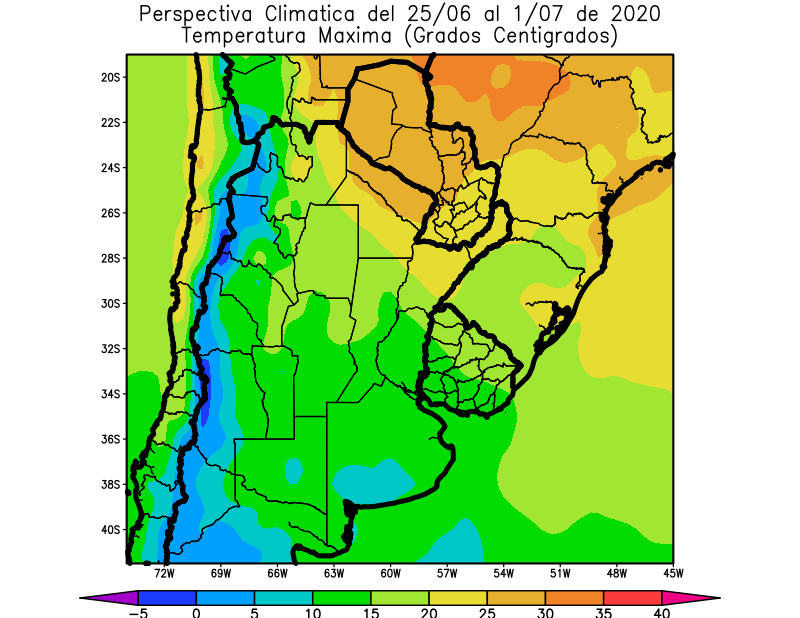 Perspectiva Climatica del 25/06 al 1/07 de 2020
Temperatura Maxima (Grados Centigrados)
20S
22S
24S
26S
28S
30S
32S
34S
36S
38S
40S
72W 69W 66W 63W 60W 57W 54W 51W 48W 45W
-5 0 5 10 15 20 25 30 35 40